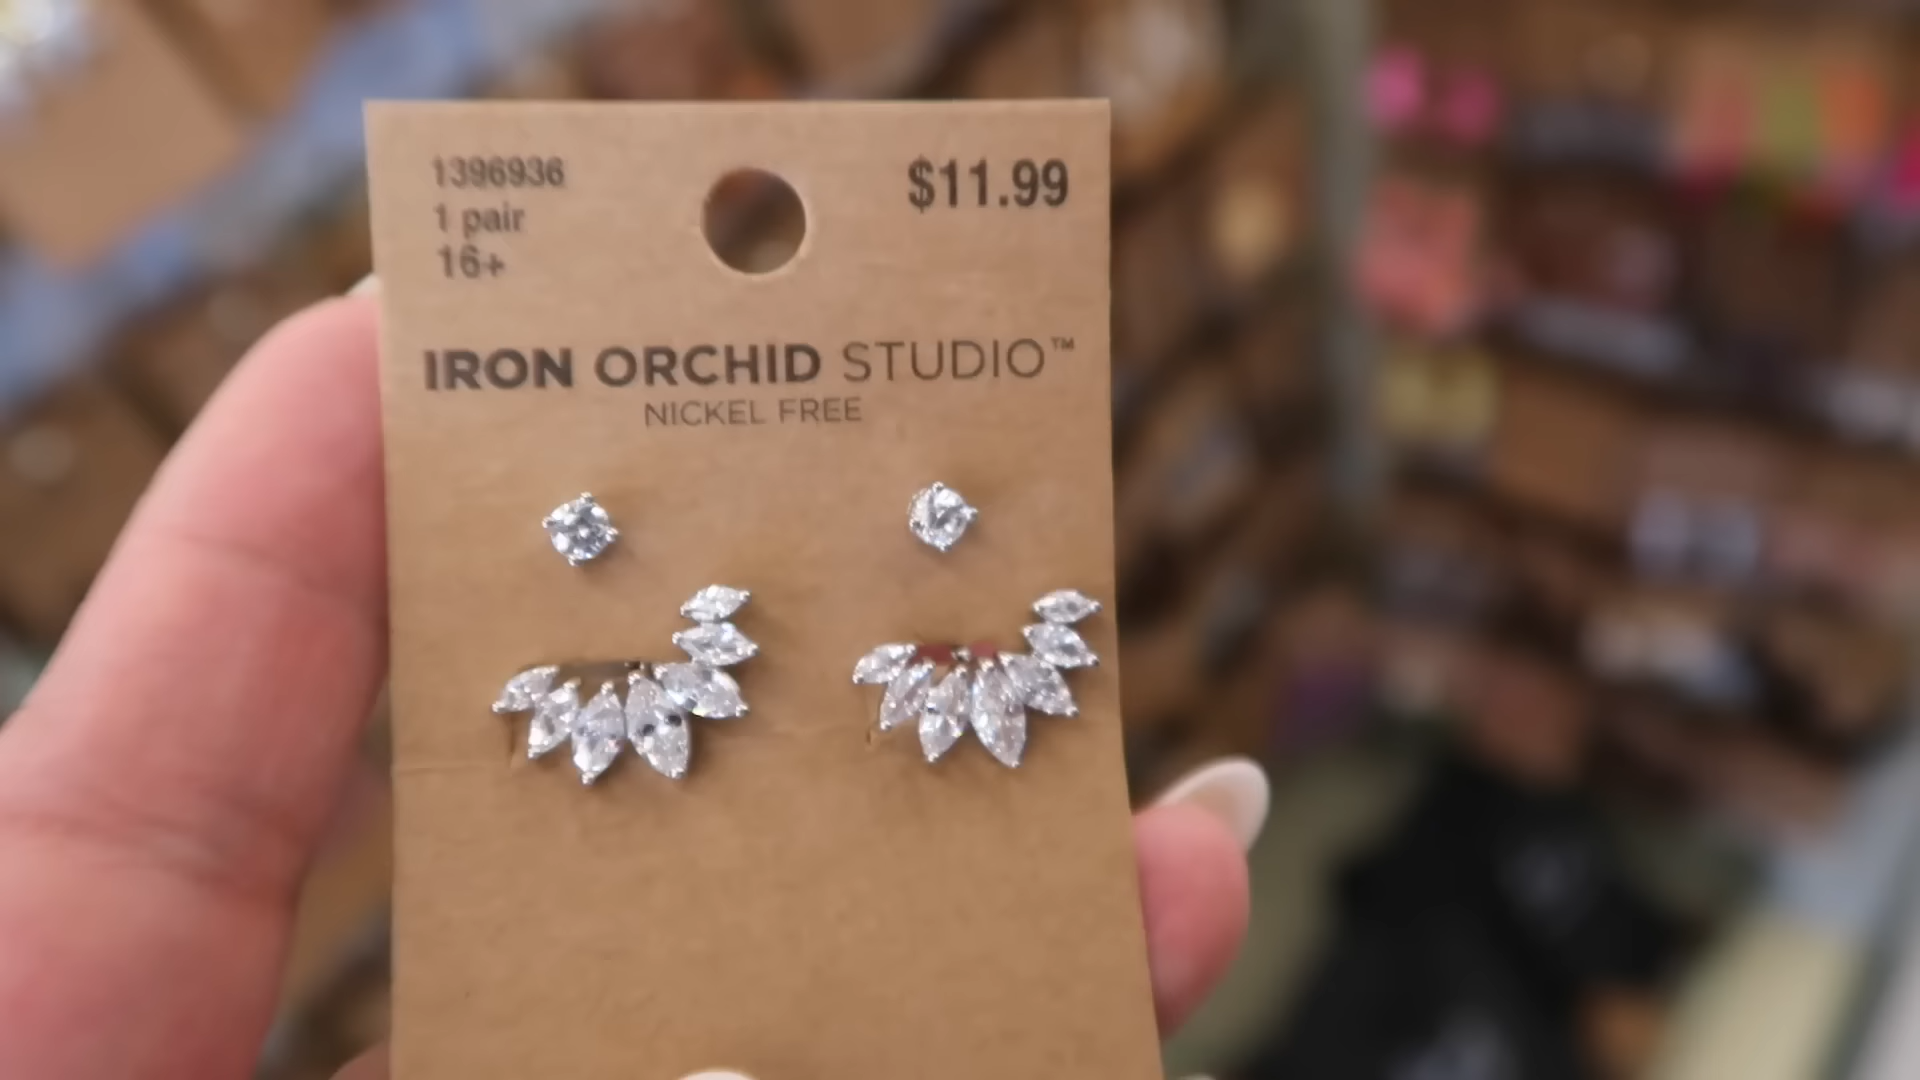 1396936
1 pair
16+
$11.99
IRON ORCHID STUDIO™
NICKEL FREE